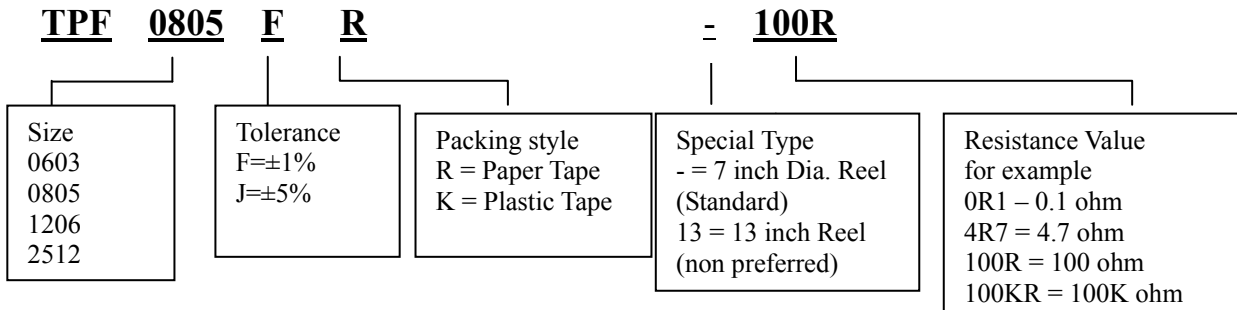 TPF 0805 F R - 100R
Size
0603
0805
1206
2512
Tolerance
F=±1%
J=±5%
Packing style
R = Paper Tape
K = Plastic Tape
Special Type
- = 7 inch Dia. Reel
(Standard)
13 = 13 inch Reel
(non preferred)
Resistance Value
for example
0R1 – 0.1 ohm
4R7 = 4.7 ohm
100R = 100 ohm
100KR = 100K ohm